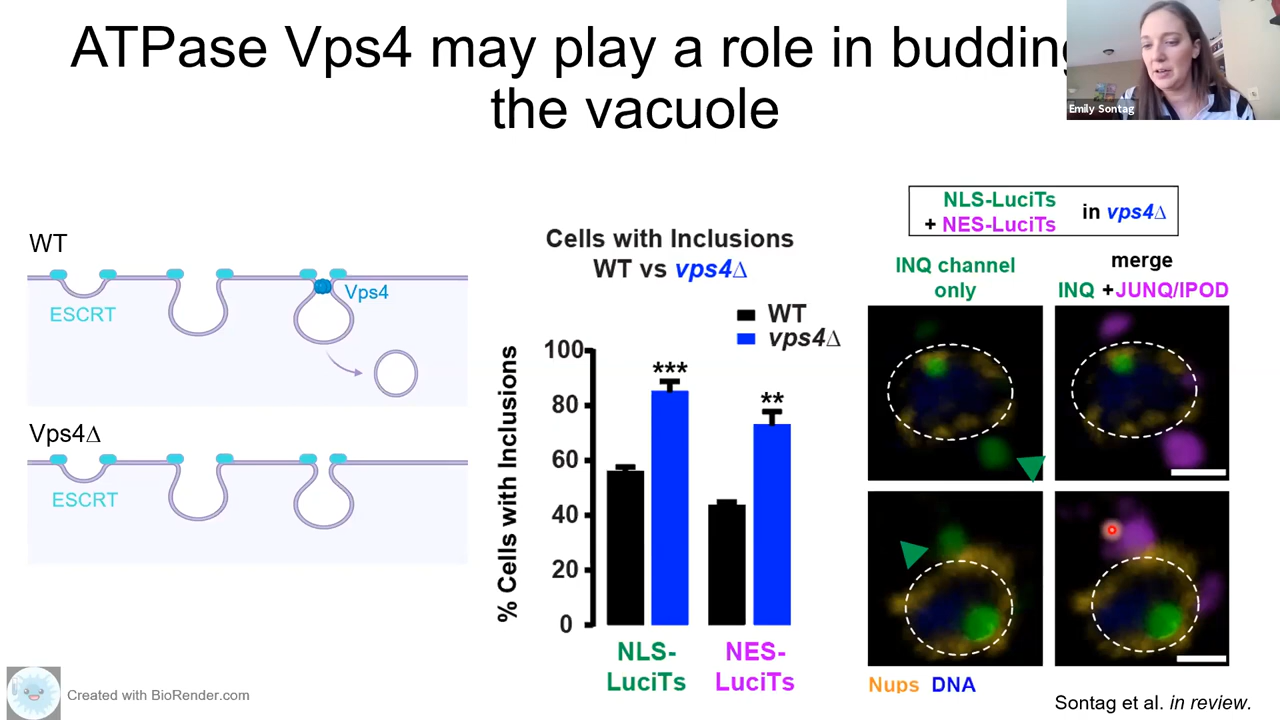 ATPase Vps4 may play a role in budding
the vacuole
Emily Sontag
WT
ESCRT
Vps4
Vps4Δ
ESCRT
Cells with Inclusions
WT vs vps4Δ
WT
vps4Δ
% Cells with Inclusions
100
80
60
40
20
0
***
**
NLS-
LuciTs
NES-
LuciTs
NLS-LuciTs
+ NES-LuciTs
in vps4Δ
INQ channel
only
merge
INQ + JUNQ/IPOD
Nups DNA
Created with BioRender.com
Sontag et al. in review.